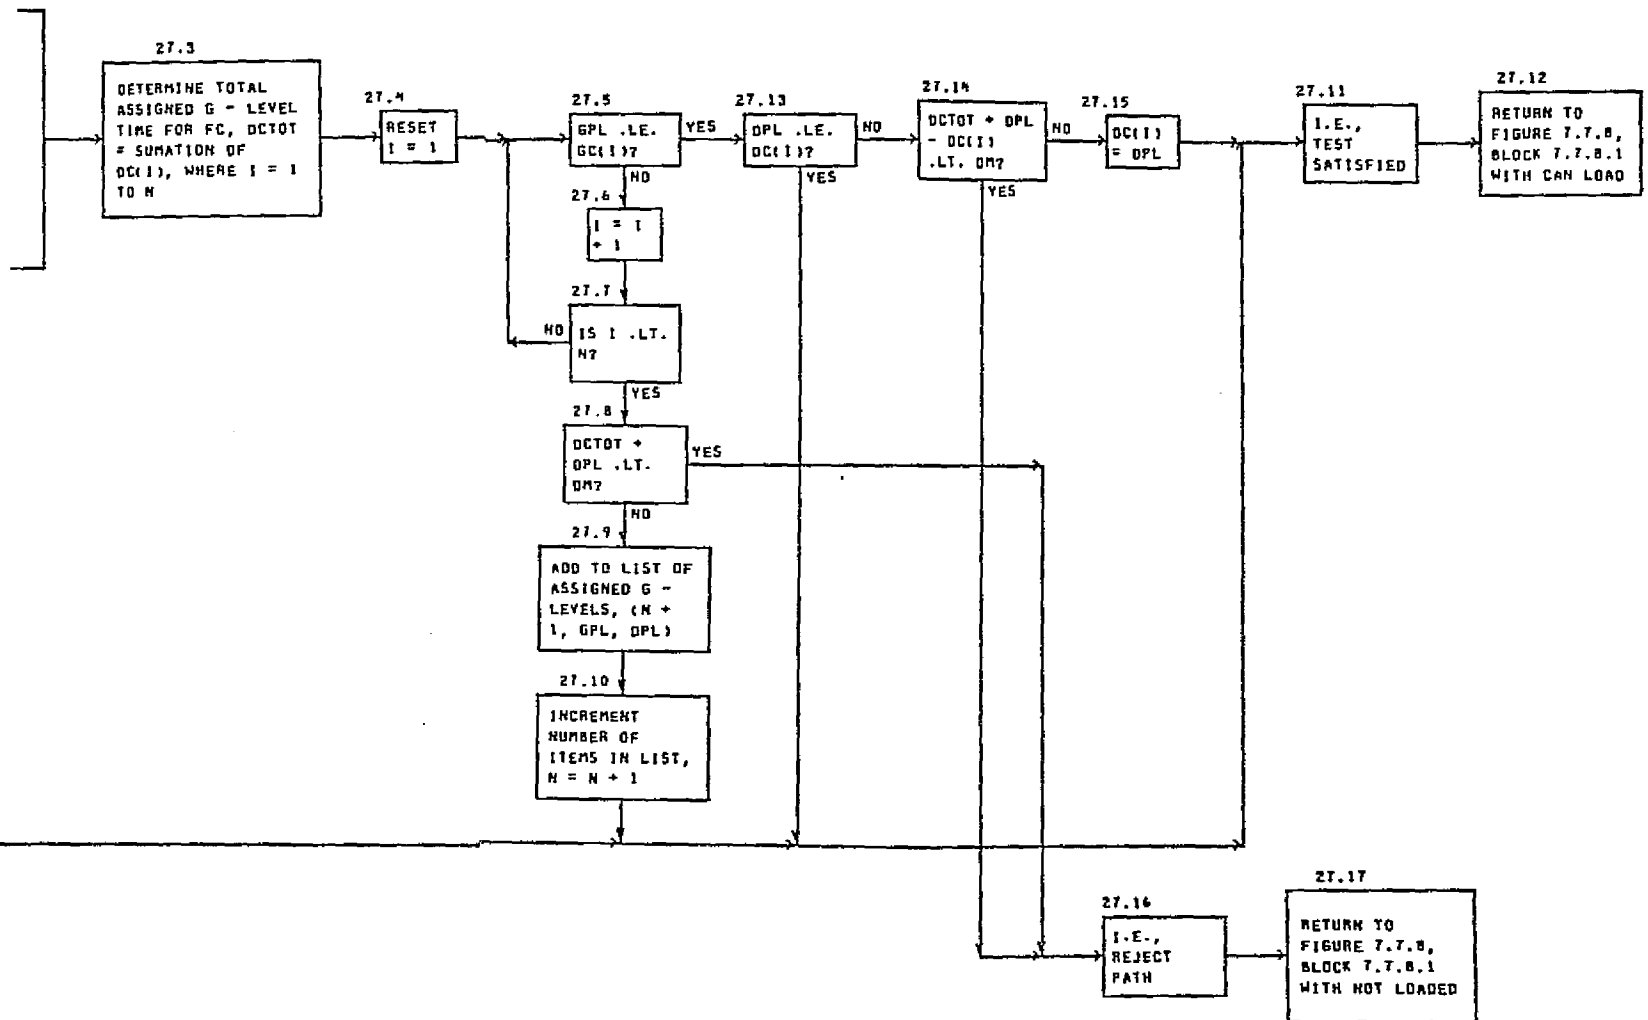 27.3
DETERMINE TOTAL
ASSIGNED G - LEVEL
TIME FOR FC, DCTOT
= SUMATION OF
DC(I), WHERE I = 1
TO N
27.4
RESET
I = 1
27.5
GPL .LE.
GC(I)?
YES
NO
27.13
DPL .LE.
DC(I)?
NO
YES
27.14
DCTOT + DPL
- DC(I)
.LT. DM?
NO
YES
27.15
DC(I)
= DPL
27.11
I.E.,
TEST
SATISFIED
27.12
RETURN TO
FIGURE 7.7.8,
BLOCK 7.7.8.1
WITH CAN LOAD
27.6
I = I
+ 1
27.7
IS I .LT.
N?
NO
YES
27.8
DCTOT +
DPL .LT.
DM?
YES
NO
27.9
ADD TO LIST OF
ASSIGNED G -
LEVELS, (N +
1, GPL, DPL)
27.10
INCREMENT
NUMBER OF
ITEMS IN LIST,
N = N + 1
27.16
I.E.,
REJECT
PATH
27.17
RETURN TO
FIGURE 7.7.8,
BLOCK 7.7.8.1
WITH NOT LOADED